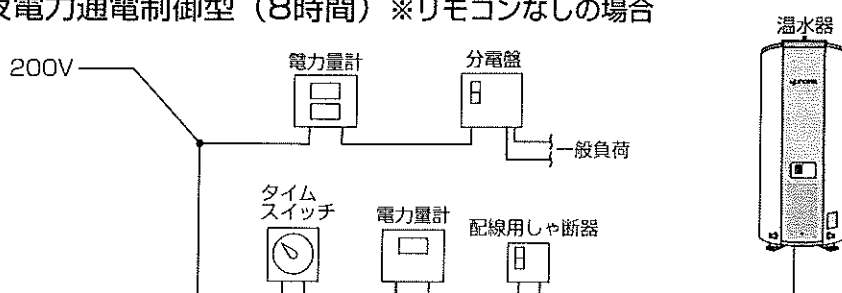 電力通電制御型（8時間）※リモコンなしの場合
温水器
200V
電力量計
分電盤
一般負荷
タイム
スイッチ
電力量計
配線用しゃ断器